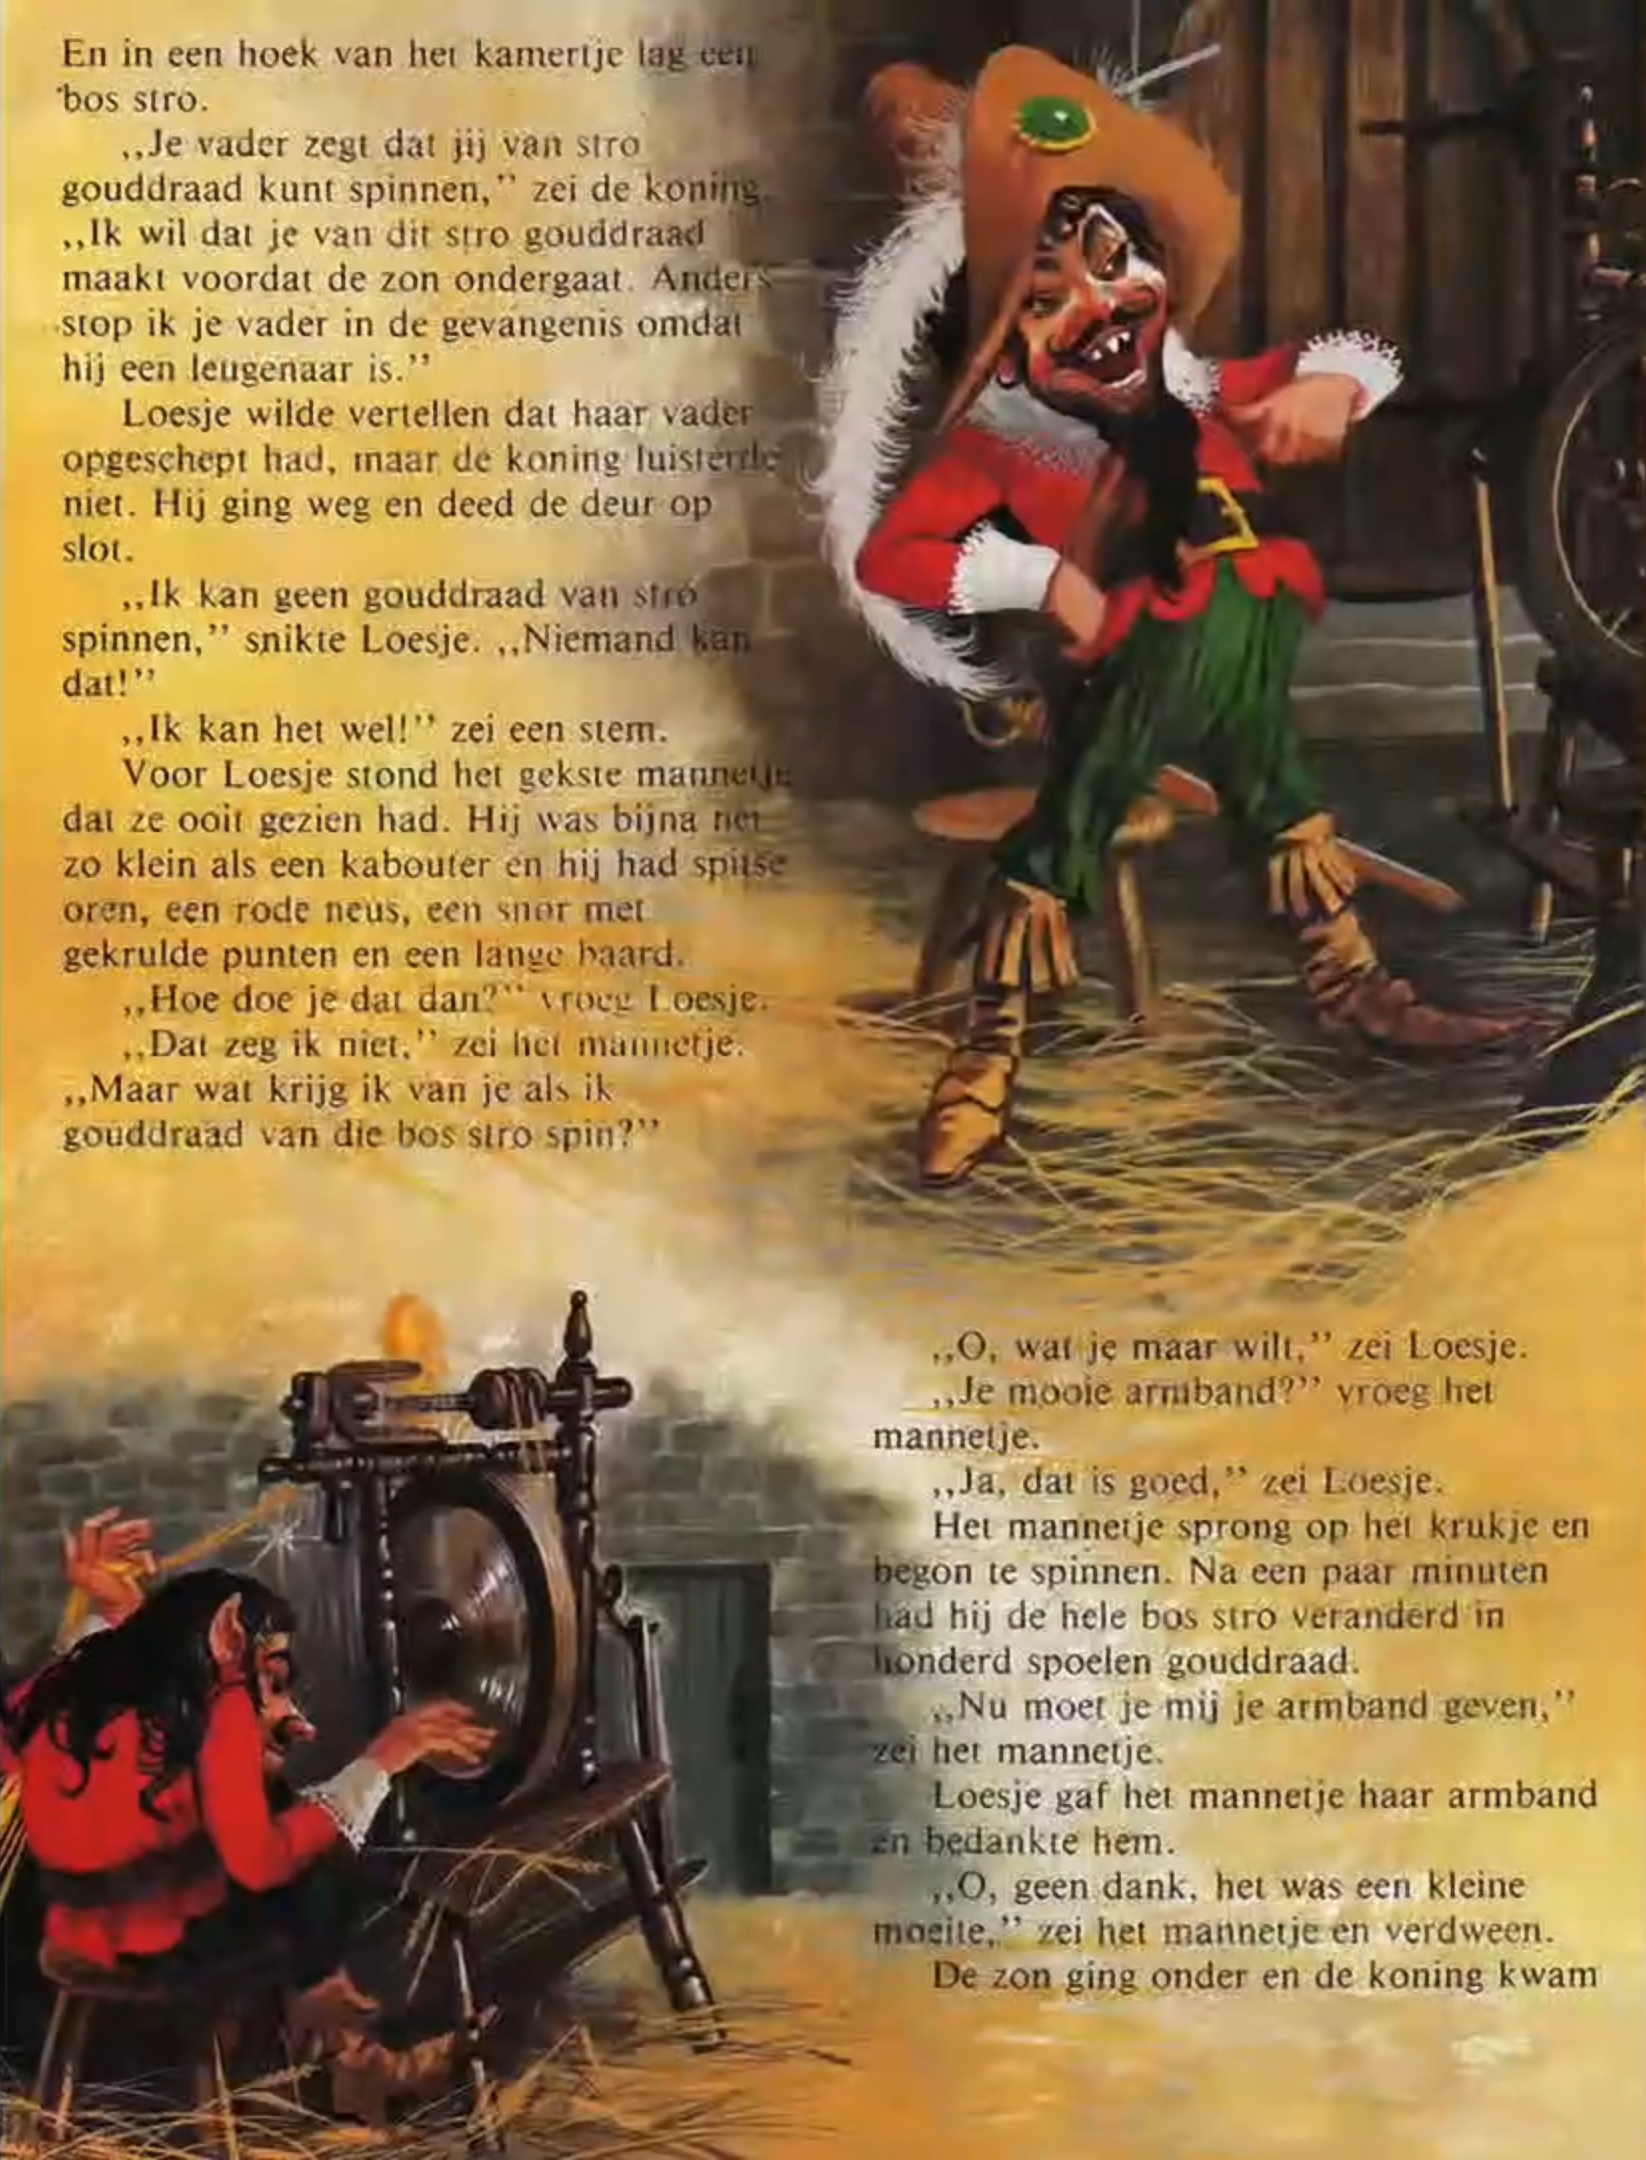 En in een hoek van het kamertje lag een
bos stro.
,,Je vader zegt dat jij van stro
gouddraad kunt spinnen,” zei de koning.
,,Ik wil dat je van dit stro gouddraad
maakt voordat de zon ondergaat. Anders
stop ik je vader in de gevangenis omdat
hij een leugenaar is.”
Loesje wilde vertellen dat haar vader
opgeschept had, maar de koning luisterde
niet. Hij ging weg en deed de deur op
slot.
,,Ik kan geen gouddraad van stro
spinnen,” snikte Loesje. ,,Niemand kan
dat!”
,,Ik kan het wel!” zei een stem.
Voor Loesje stond het gekste mannetje
dat ze ooit gezien had. Hij was bijna net
zo klein als een kabouter en hij had spitse
oren, een rode neus, een snor met
gekrulde punten en een lange baard.
,,Hoe doe je dat dan?” vroeg Loesje.
,,Dat zeg ik niet,” zei het mannetje.
,,Maar wat krijg ik van je als ik
gouddraad van die bos stro spin?”
,,O, wat je maar wilt,” zei Loesje.
,,Je mooie armband?” vroeg het
mannetje.
,,Ja, dat is goed,” zei Loesje.
Het mannetje sprong op het krukje en
begon te spinnen. Na een paar minuten
had hij de hele bos stro veranderd in
honderd spoelen gouddraad.
,,Nu moet je mij je armband geven,”
zei het mannetje.
Loesje gaf het mannetje haar armband
en bedankte hem.
,,O, geen dank, het was een kleine
moeite,” zei het mannetje en verdween.
De zon ging onder en de koning kwam